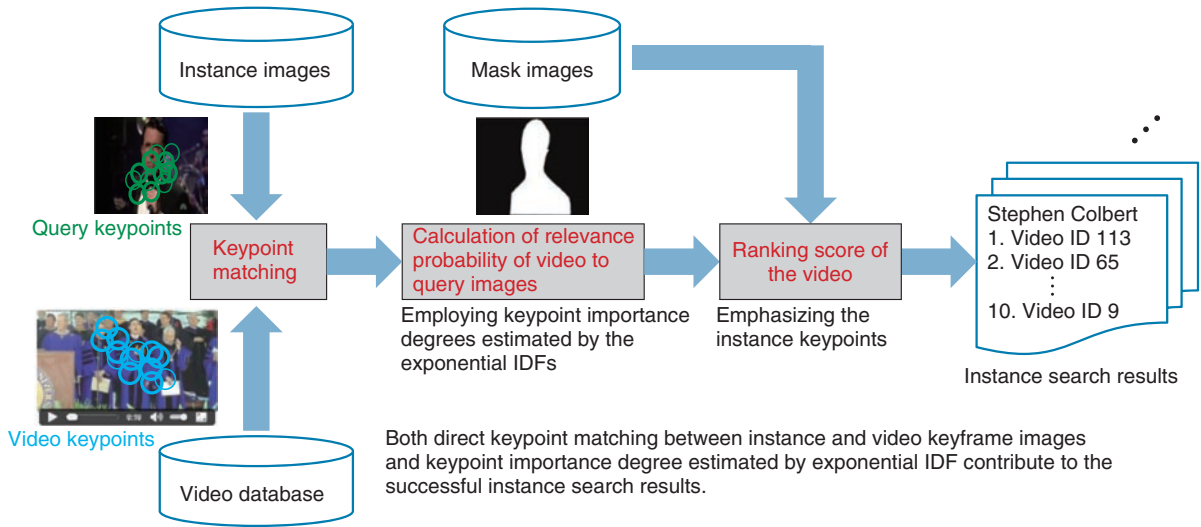 Instance images
Mask images
Query keypoints
Keypoint
matching
Calculation of relevance
probability of video to
query images
Ranking score of
the video
Stephen Colbert
1. Video ID 113
2. Video ID 65
10. Video ID 9
Employing keypoint importance
degrees estimated by the
exponential IDFs
Emphasizing the
instance keypoints
Instance search results
Video keypoints
Video database
Both direct keypoint matching between instance and video keyframe images
and keypoint importance degree estimated by exponential IDF contribute to the
successful instance search results.